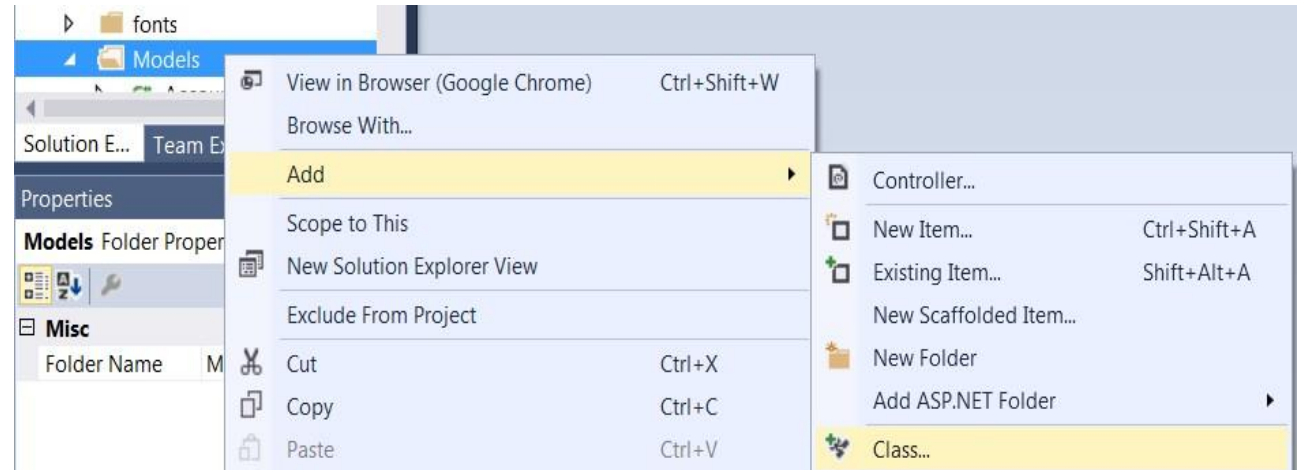 fonts
Models
View in Browser (Google Chrome) Ctrl+Shift+W
Browse With...
Solution E... Team Ex
Add
Controller...
Properties
Scope to This
New Item... Ctrl+Shift+A
Models Folder Proper
New Solution Explorer View
Existing Item... Shift+Alt+A
Exclude From Project
New Scaffolded Item...
Misc
New Folder
Folder Name M
Cut Ctrl+X
Copy Ctrl+C
Add ASP.NET Folder
Paste Ctrl+V
Class...